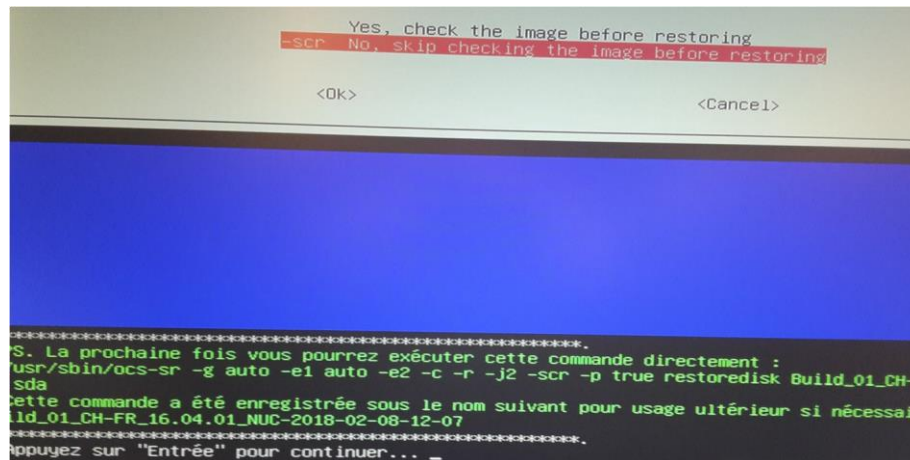 Yes, check the image before restoring
-scr No, skip checking the image before restoring
<Ok> <Cancel>
*******************************************************.
S. La prochaine fois vous pourrez exécuter cette commande directement :
/usr/sbin/ocs-sr -g auto -e1 auto -e2 -c -r -j2 -scr -p true restoredisk Build_01_CH-
sda
Cette commande a été enregistrée sous le nom suivant pour usage ultérieur si nécessai
ild_01_CH-FR_16.04.01_NUC-2018-02-08-12-07
*******************************************************.
Appuyez sur "Entrée" pour continuer... _